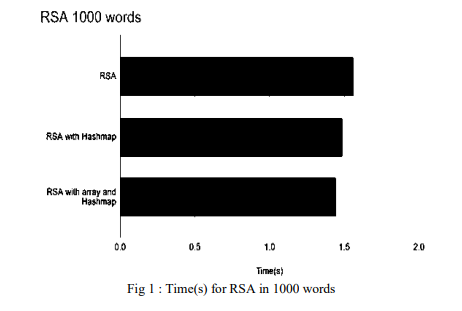 RSA 1000 words
RSA
RSA with Hashmap
RSA with array and
Hashmap
0.0 0.5 1.0 1.5 2.0
Time(s)
Fig 1 : Time(s) for RSA in 1000 words